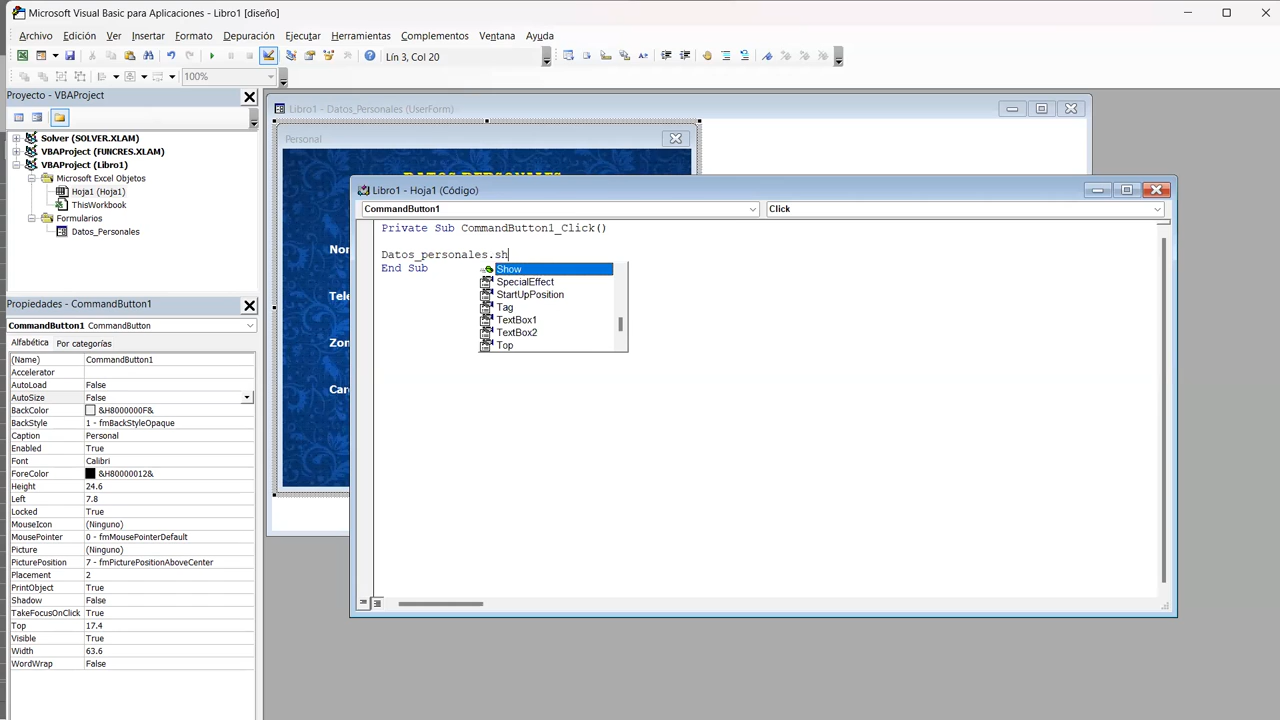 Microsoft Visual Basic para Aplicaciones - Libro1 [diseño]
Archivo Edición Ver Insertar Formato Depuración Ejecutar Herramientas Complementos Ventana Ayuda
Lín 3, Col 20
100%
Proyecto - VBAProject
Solver (SOLVER.XLAM)
VBAProject (FUNCRES.XLAM)
VBAProject (Libro1)
Microsoft Excel Objetos
Hoja1 (Hoja1)
ThisWorkbook
Formularios
Datos_Personales
Propiedades - CommandButton1
CommandButton1 CommandButton
Alfabética Por categorías
(Name) CommandButton1
Accelerator
AutoLoad False
AutoSize False
BackColor &H8000000F&
BackStyle 1 - fmBackStyleOpaque
Caption Personal
Enabled True
Font Calibri
ForeColor &H80000012&
Height 24.6
Left 7.8
Locked True
MouseIcon (Ninguno)
MousePointer 0 - fmMousePointerDefault
Picture (Ninguno)
PicturePosition 7 - fmPicturePositionAboveCenter
Placement 2
PrintObject True
Shadow False
TakeFocusOnClick True
Top 17.4
Visible True
Width 63.6
WordWrap False
Libro1 - Datos_Personales (UserForm)
Personal
DATOS PERSONALES
Non
Tele
Zon
Carg
Libro1 - Hoja1 (Código)
CommandButton1 Click
Private Sub CommandButton1_Click()
Datos_personales.sh
End Sub
Show
SpecialEffect
StartUpPosition
Tag
TextBox1
TextBox2
Top